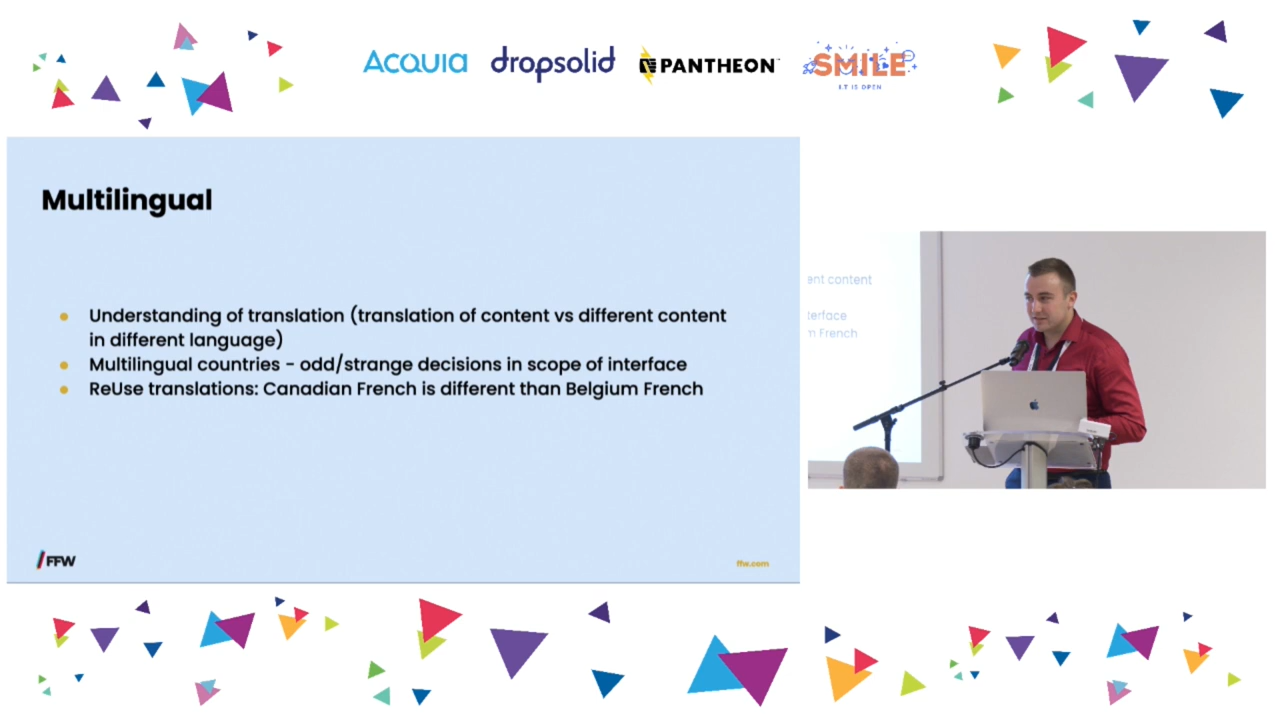 ACQUIA dropsolid PANTHEON SMILE
I.T IS OPEN
Multilingual
Understanding of translation (translation of content vs different content
in different language)
Multilingual countries - odd/strange decisions in scope of interface
ReUse translations: Canadian French is different than Belgium French
FFW
ffw.com
ent content
terface
French